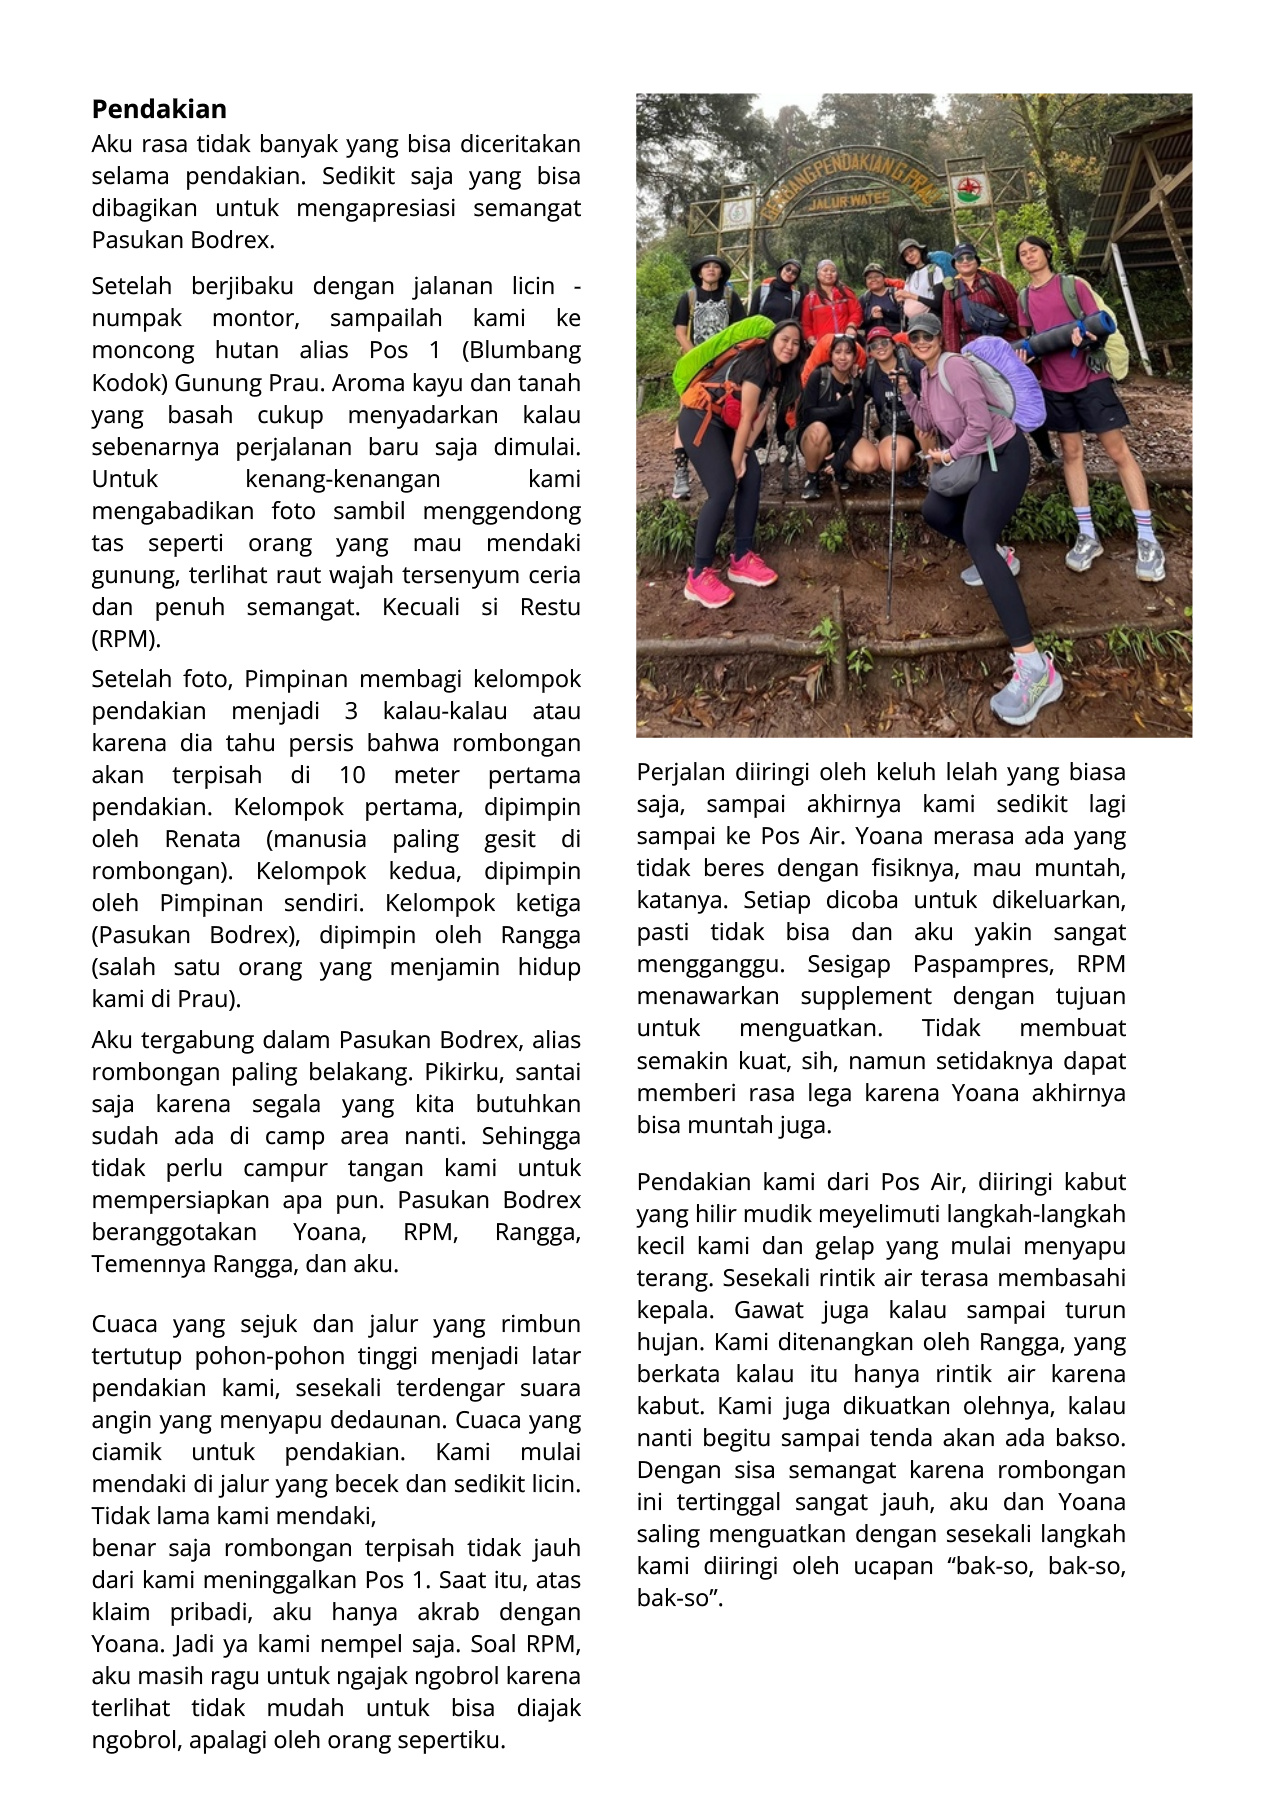 Pendakian
Aku rasa tidak banyak yang bisa diceritakan
selama pendakian. Sedikit saja yang bisa
dibagikan untuk mengapresiasi semangat
Pasukan Bodrex.
Setelah berjibaku dengan jalanan licin -
numpak montor, sampailah kami ke
moncong hutan alias Pos 1 (Blumbang
Kodok) Gunung Prau. Aroma kayu dan tanah
yang basah cukup menyadarkan kalau
sebenarnya perjalanan baru saja dimulai.
Untuk kenang-kenangan kami
mengabadikan foto sambil menggendong
tas seperti orang yang mau mendaki
gunung, terlihat raut wajah tersenyum ceria
dan penuh semangat. Kecuali si Restu
(RPM).
Setelah foto, Pimpinan membagi kelompok
pendakian menjadi 3 kalau-kalau atau
karena dia tahu persis bahwa rombongan
akan terpisah di 10 meter pertama
pendakian. Kelompok pertama, dipimpin
oleh Renata (manusia paling gesit di
rombongan). Kelompok kedua, dipimpin
oleh Pimpinan sendiri. Kelompok ketiga
(Pasukan Bodrex), dipimpin oleh Rangga
(salah satu orang yang menjamin hidup
kami di Prau).
Aku tergabung dalam Pasukan Bodrex, alias
rombongan paling belakang. Pikirku, santai
saja karena segala yang kita butuhkan
sudah ada di camp area nanti. Sehingga
tidak perlu campur tangan kami untuk
mempersiapkan apa pun. Pasukan Bodrex
beranggotakan Yoana, RPM, Rangga,
Temennya Rangga, dan aku.
Cuaca yang sejuk dan jalur yang rimbun
tertutup pohon-pohon tinggi menjadi latar
pendakian kami, sesekali terdengar suara
angin yang menyapu dedaunan. Cuaca yang
ciamik untuk pendakian. Kami mulai
mendaki di jalur yang becek dan sedikit licin.
Tidak lama kami mendaki,
benar saja rombongan terpisah tidak jauh
dari kami meninggalkan Pos 1. Saat itu, atas
klaim pribadi, aku hanya akrab dengan
Yoana. Jadi ya kami nempel saja. Soal RPM,
aku masih ragu untuk ngajak ngobrol karena
terlihat tidak mudah untuk bisa diajak
ngobrol, apalagi oleh orang sepertiku.
GERBANG PENDAKIAN G. PRAU
JALUR WATES
Perjalan diiringi oleh keluh lelah yang biasa
saja, sampai akhirnya kami sedikit lagi
sampai ke Pos Air. Yoana merasa ada yang
tidak beres dengan fisiknya, mau muntah,
katanya. Setiap dicoba untuk dikeluarkan,
pasti tidak bisa dan aku yakin sangat
mengganggu. Sesigap Paspampres, RPM
menawarkan supplement dengan tujuan
untuk menguatkan. Tidak membuat
semakin kuat, sih, namun setidaknya dapat
memberi rasa lega karena Yoana akhirnya
bisa muntah juga.
Pendakian kami dari Pos Air, diiringi kabut
yang hilir mudik meyelimuti langkah-langkah
kecil kami dan gelap yang mulai menyapu
terang. Sesekali rintik air terasa membasahi
kepala. Gawat juga kalau sampai turun
hujan. Kami ditenangkan oleh Rangga, yang
berkata kalau itu hanya rintik air karena
kabut. Kami juga dikuatkan olehnya, kalau
nanti begitu sampai tenda akan ada bakso.
Dengan sisa semangat karena rombongan
ini tertinggal sangat jauh, aku dan Yoana
saling menguatkan dengan sesekali langkah
kami diiringi oleh ucapan “bak-so, bak-so,
bak-so”.